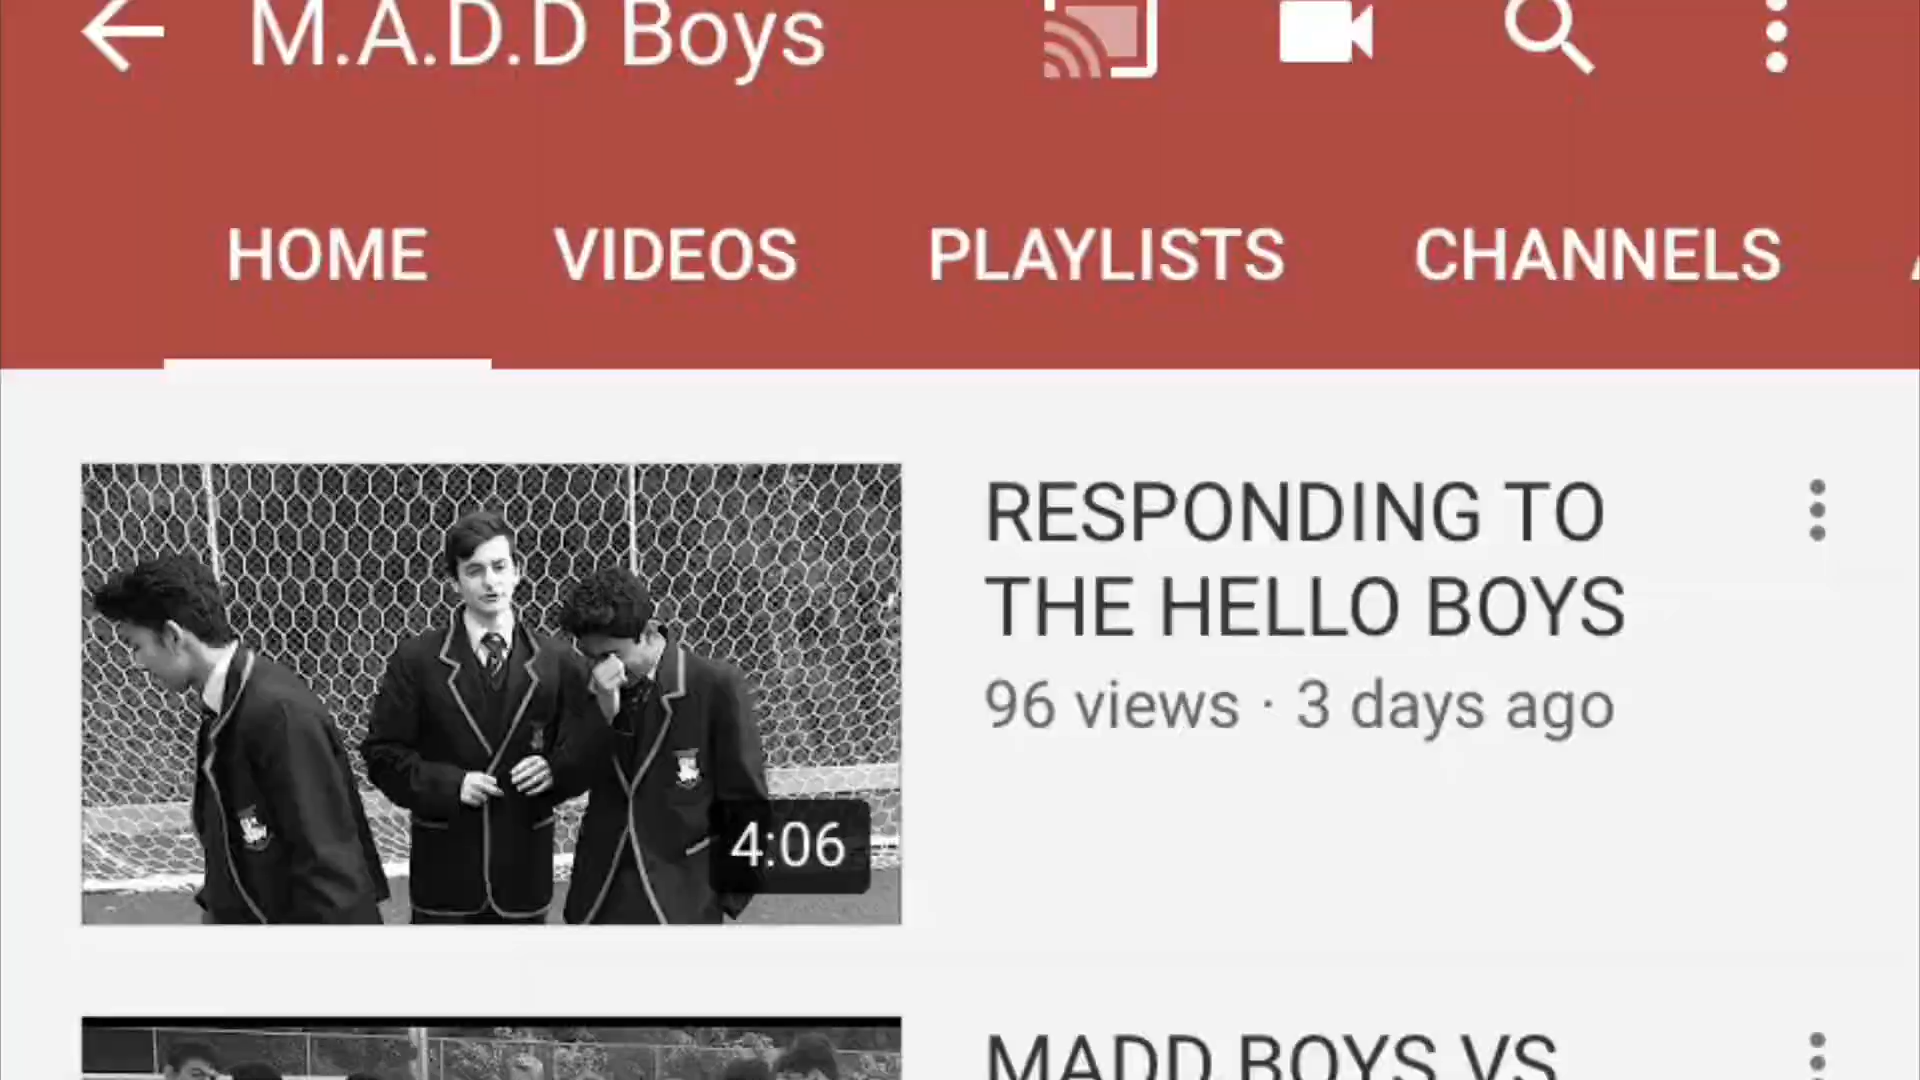 M.A.D.D Boys
HOME VIDEOS PLAYLISTS CHANNELS
RESPONDING TO
THE HELLO BOYS
96 views · 3 days ago
4:06
MADD BOYS VS